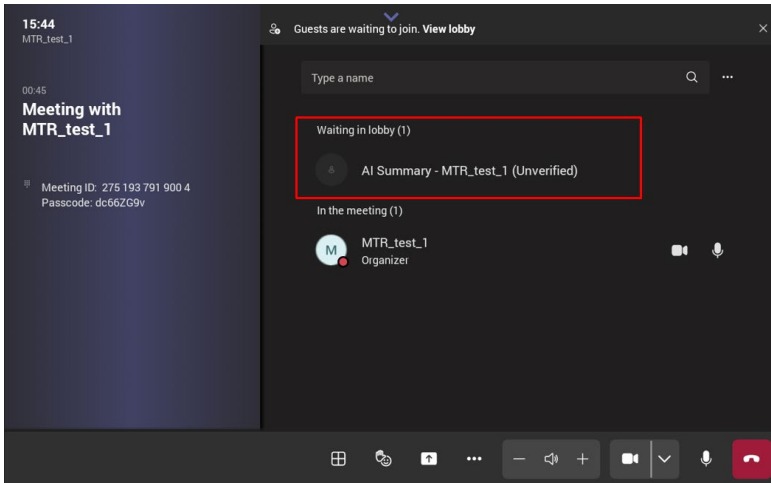 15:44
MTR_test_1
00:45
Meeting with
MTR_test_1
Meeting ID: 275 193 791 900 4
Passcode: dc66ZG9v
Guests are waiting to join. View lobby
Type a name
Waiting in lobby (1)
AI Summary - MTR_test_1 (Unverified)
In the meeting (1)
M
MTR_test_1
Organizer